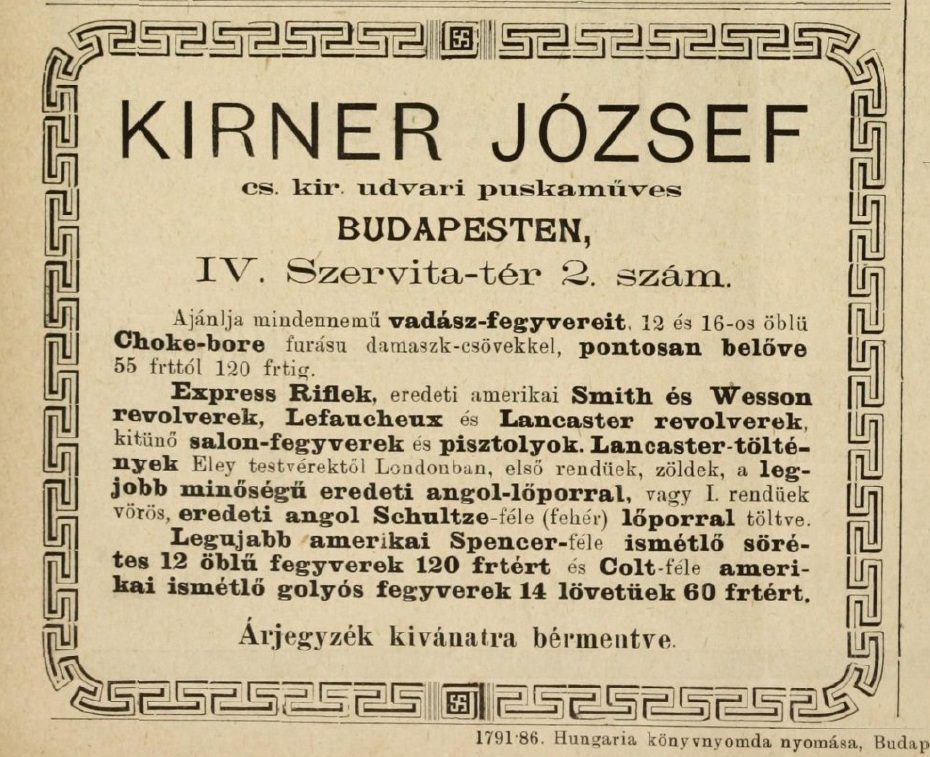 KIRNER JÓZSEF
cs. kir. udvari puskaműves
BUDAPESTEN,
IV. Szervita-tér 2. szám.
Ajánlja mindennemű vadász-fegyvereit, 12 és 16-os öblü
Choke-bore furásu damaszk-csövekkel, pontosan belőve
55 frttól 120 frtig.
Express Riflek, eredeti amerikai Smith és Wesson
revolverek, Lefaucheux és Lancaster revolverek,
kitünő salon-fegyverek és pisztolyok. Lancaster-tölté-
nyek Eley testvérektől Londonban, első rendüek, zöldek, a leg-
jobb minőségű eredeti angol-lőporral, vagy I. rendüek
vörös, eredeti angol Schultze-féle (fehér) lőporral töltve.
Legujabb amerikai Spencer-féle ismétlő söré-
tes 12 öblű fegyverek 120 frtért és Colt-féle ameri-
kai ismétlő golyós fegyverek 14 lövetüek 60 frtért.
Árjegyzék kivánatra bérmentve.
1791·86. Hungaria könyvnyomda nyomása, Budap